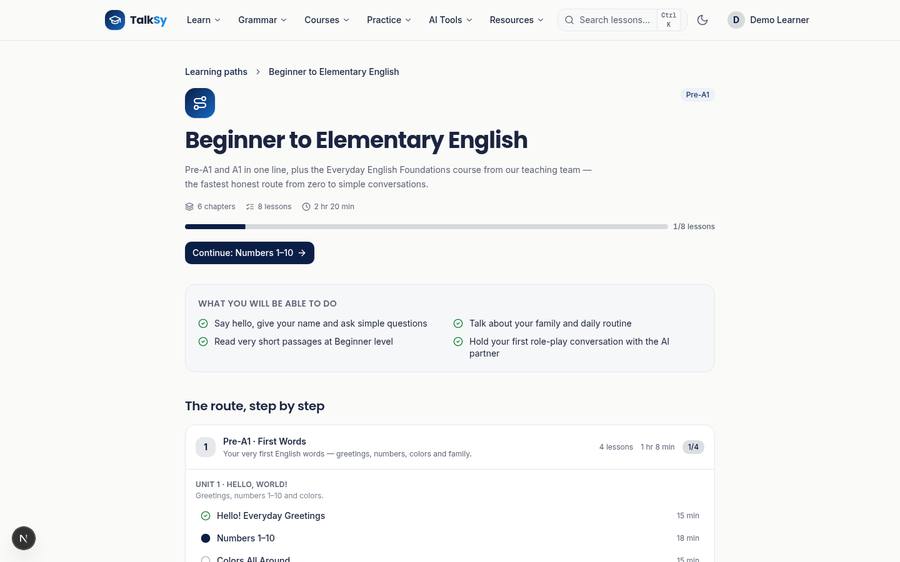 TalkSy
Learn
Grammar
Courses
Practice
AI Tools
Resources
Search lessons...
Ctrl K
D
Demo Learner
Learning paths > Beginner to Elementary English
Pre-A1
Beginner to Elementary English
Pre-A1 and A1 in one line, plus the Everyday English Foundations course from our teaching team —
the fastest honest route from zero to simple conversations.
6 chapters 8 lessons 2 hr 20 min
1/8 lessons
Continue: Numbers 1–10 →
WHAT YOU WILL BE ABLE TO DO
Say hello, give your name and ask simple questions
Talk about your family and daily routine
Read very short passages at Beginner level
Hold your first role-play conversation with the AI
partner
The route, step by step
1
Pre-A1 · First Words
4 lessons 1 hr 8 min 1/4
Your very first English words — greetings, numbers, colors and family.
UNIT 1 · HELLO, WORLD!
Greetings, numbers 1–10 and colors.
Hello! Everyday Greetings 15 min
Numbers 1–10 18 min
Colors All Around 15 min
N